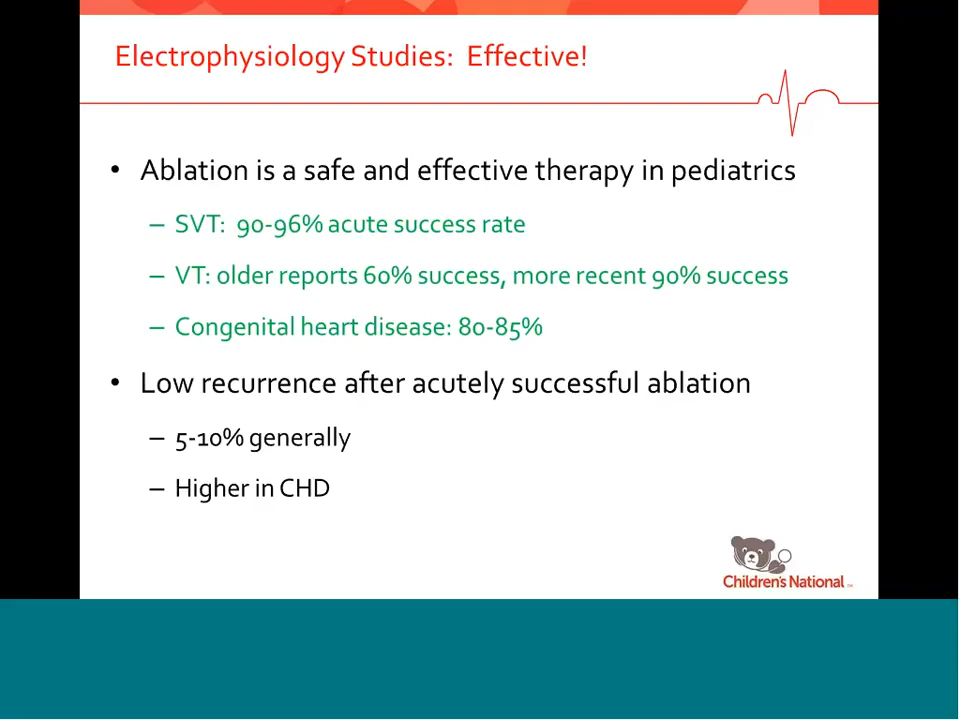 Electrophysiology Studies: Effective!
• Ablation is a safe and effective therapy in pediatrics
– SVT: 90-96% acute success rate
– VT: older reports 60% success, more recent 90% success
– Congenital heart disease: 80-85%
• Low recurrence after acutely successful ablation
– 5-10% generally
– Higher in CHD
Children's National